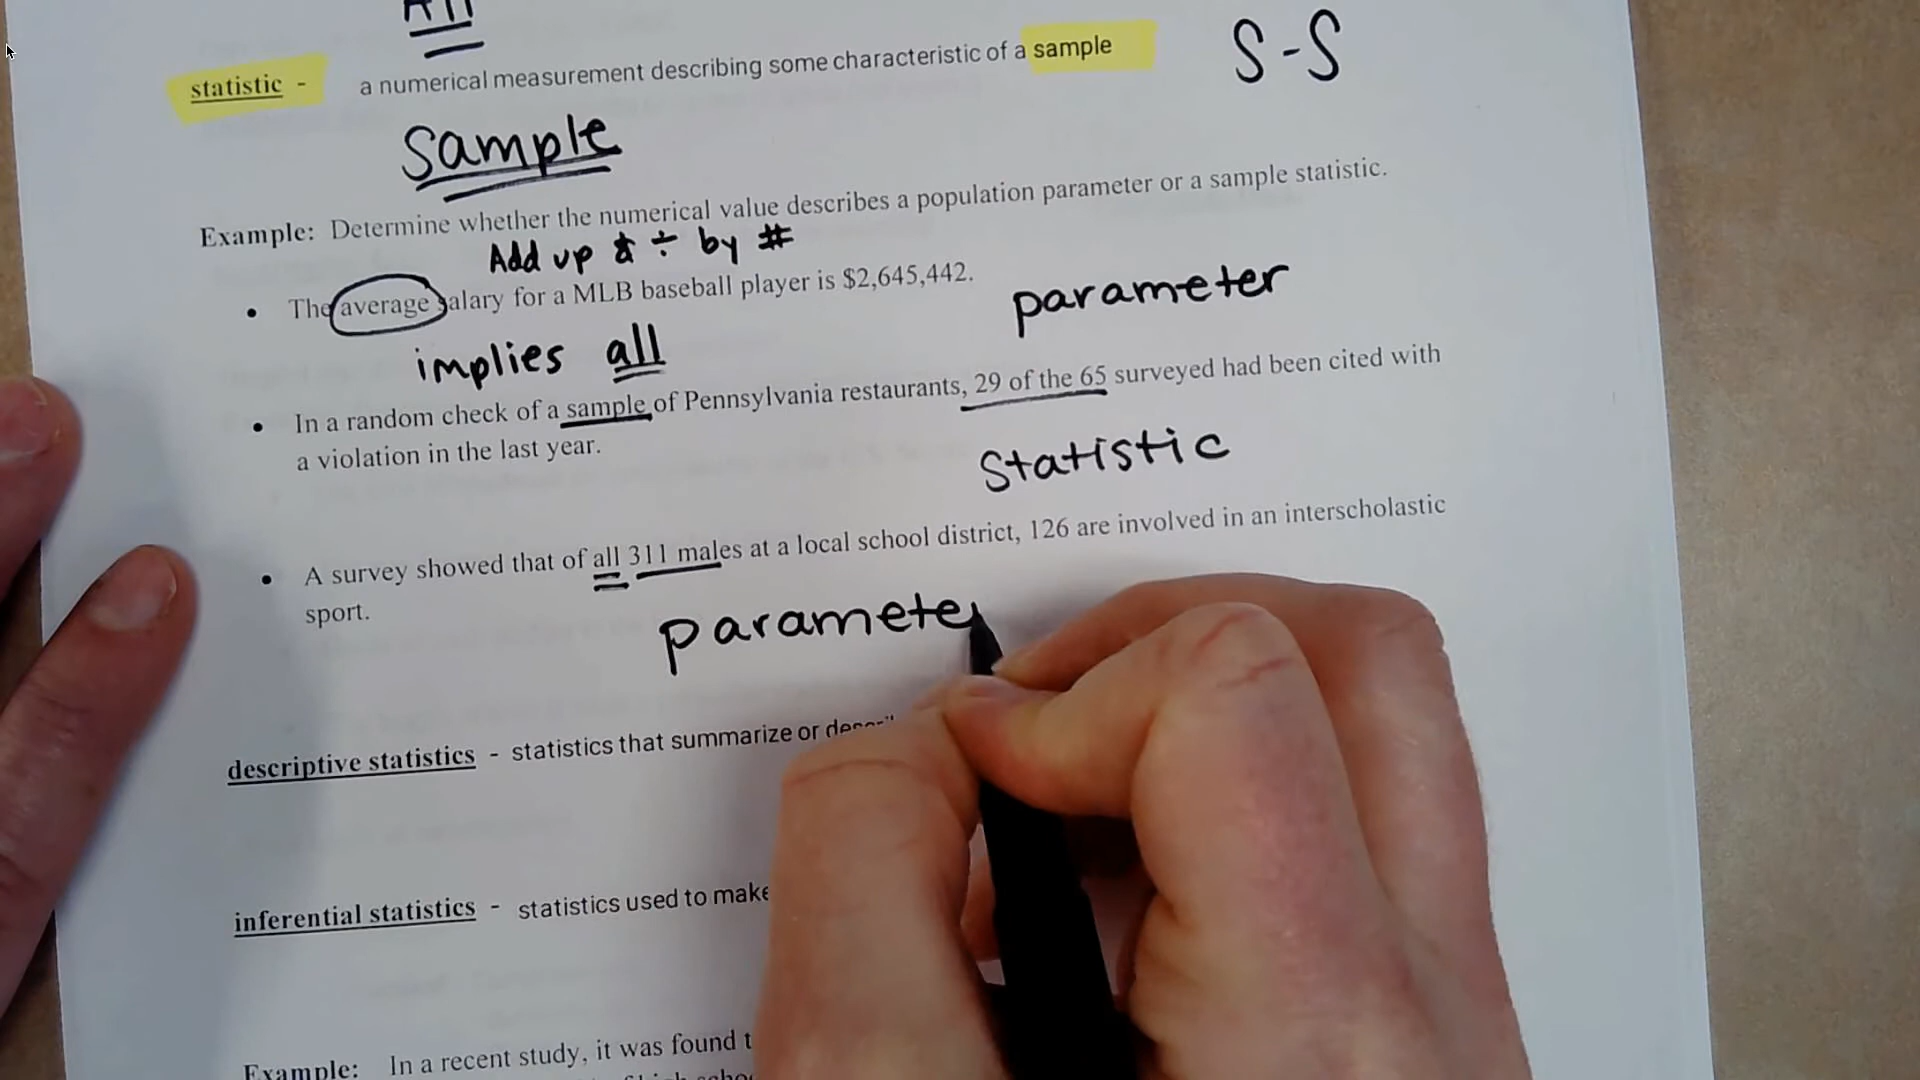 All
statistic - a numerical measurement describing some characteristic of a sample
S-S
Sample
Example: Determine whether the numerical value describes a population parameter or a sample statistic.
Add up & ÷ by #
• The average salary for a MLB baseball player is $2,645,442.
parameter
implies all
• In a random check of a sample of Pennsylvania restaurants, 29 of the 65 surveyed had been cited with
a violation in the last year.
Statistic
• A survey showed that of all 311 males at a local school district, 126 are involved in an interscholastic
sport.
paramete
descriptive statistics - statistics that summarize or
inferential statistics - statistics used to make
Example: In a recent study, it was found